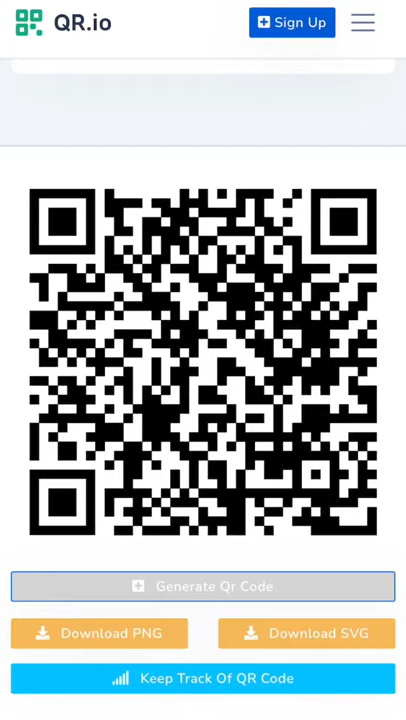 QR.io
Sign Up
Generate Qr Code
Download PNG
Download SVG
Keep Track Of QR Code